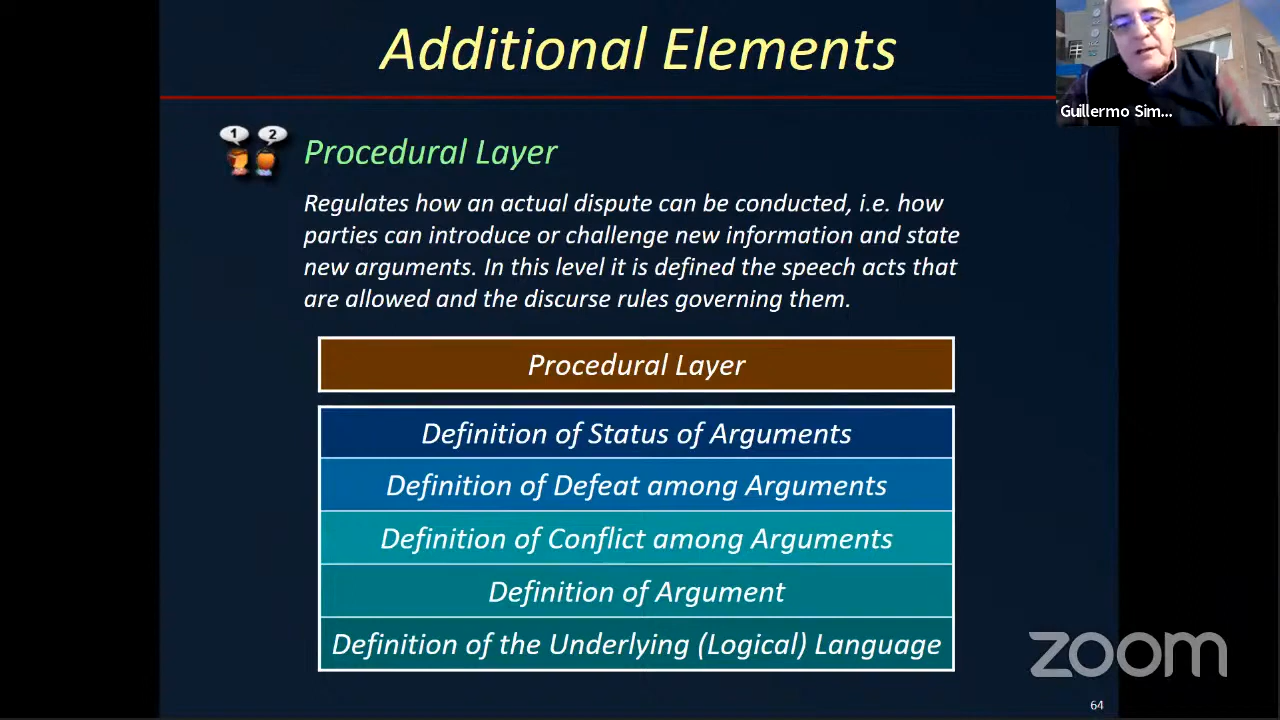 Additional Elements
Guillermo Sim...
1 2
Procedural Layer
Regulates how an actual dispute can be conducted, i.e. how
parties can introduce or challenge new information and state
new arguments. In this level it is defined the speech acts that
are allowed and the discurse rules governing them.
Procedural Layer
Definition of Status of Arguments
Definition of Defeat among Arguments
Definition of Conflict among Arguments
Definition of Argument
Definition of the Underlying (Logical) Language
zoom
64